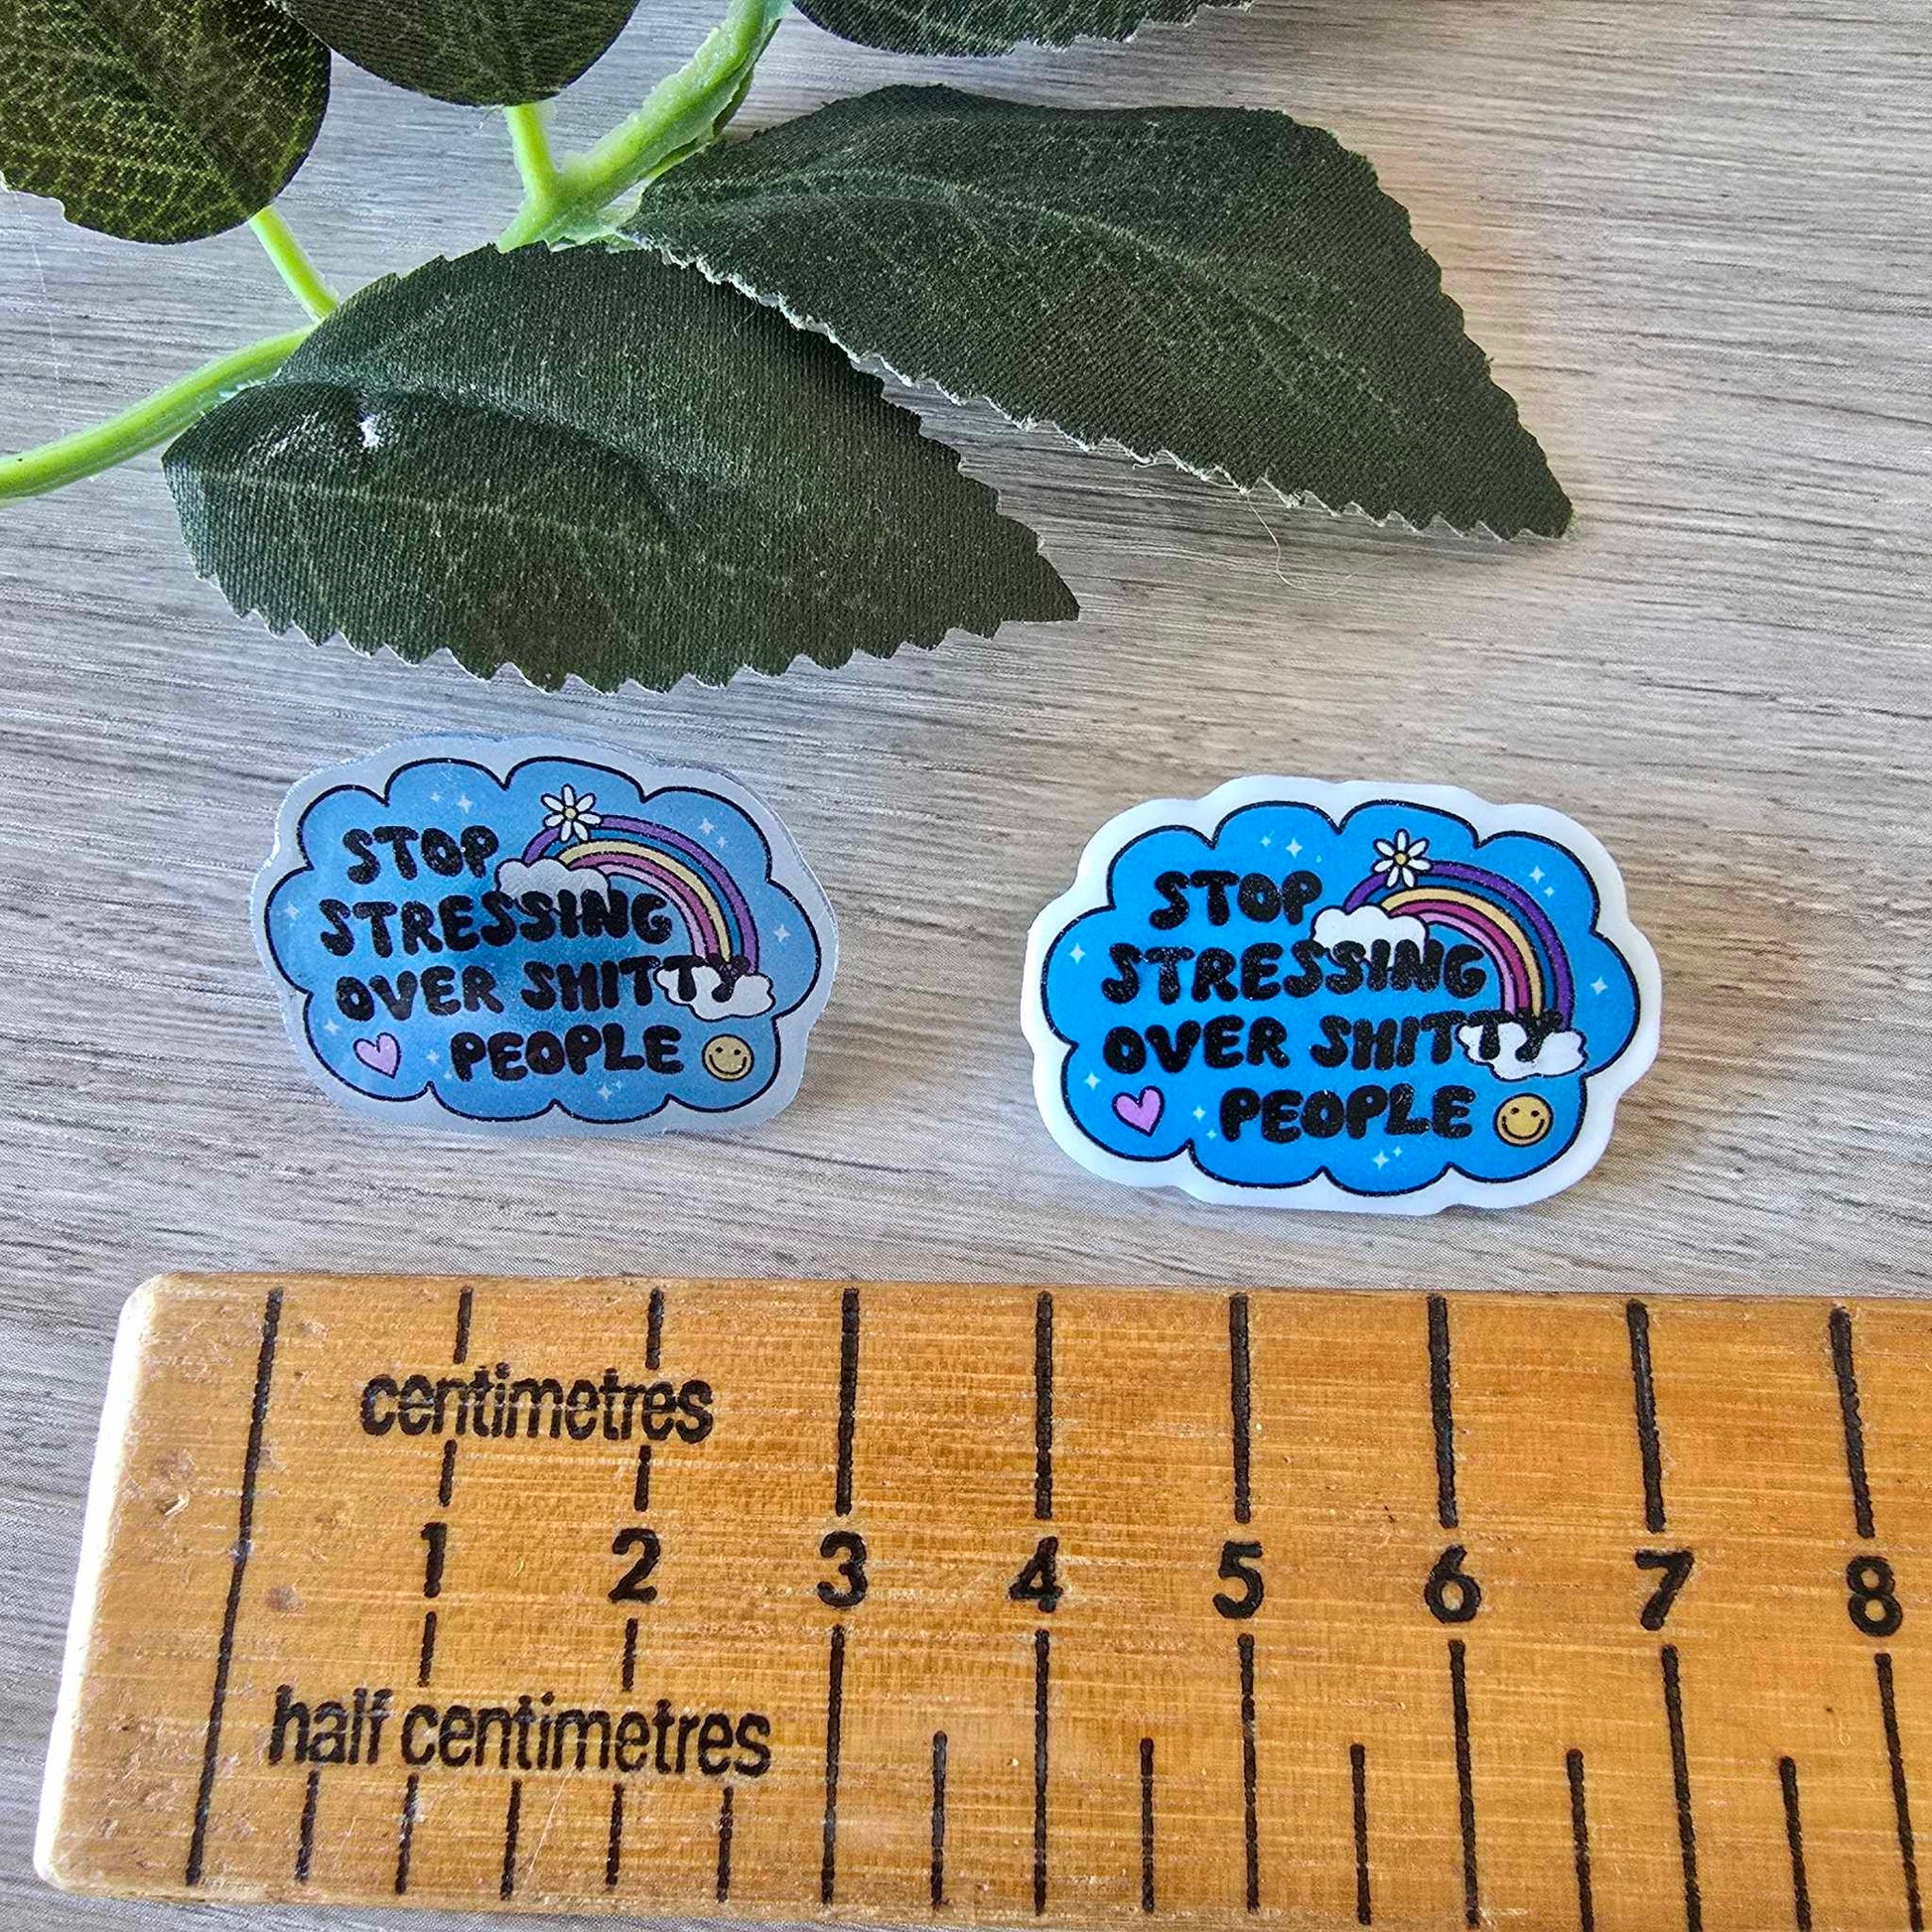 STOP
STRESSING
OVER SHITTY
PEOPLE
STOP
STRESSING
OVER SHITTY
PEOPLE
centimetres
1 2 3 4 5 6 7 8
half centimetres